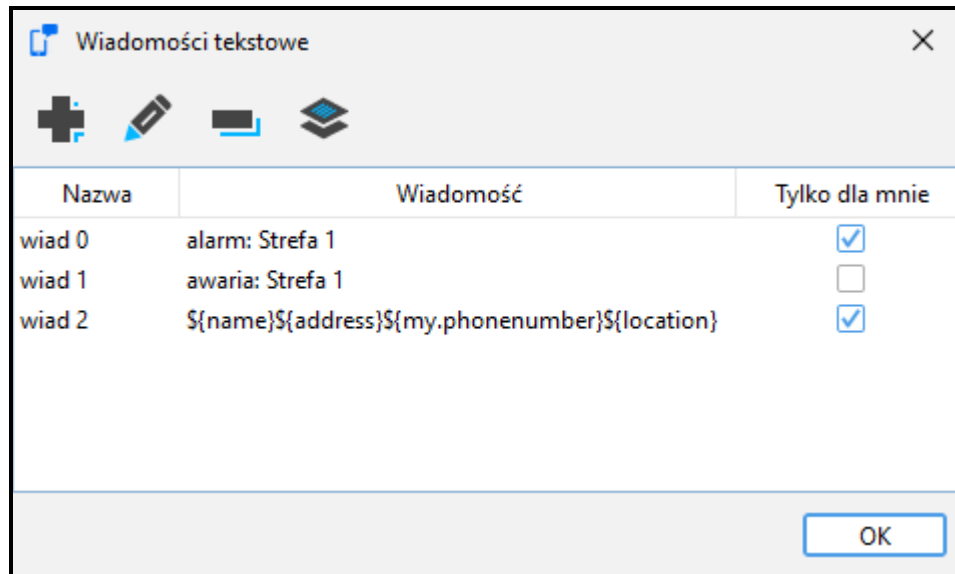 Wiadomości tekstowe
Nazwa Wiadomość Tylko dla mnie
wiad 0 alarm: Strefa 1
wiad 1 awaria: Strefa 1
wiad 2 ${name}${address}${my.phonenumber}${location}
OK